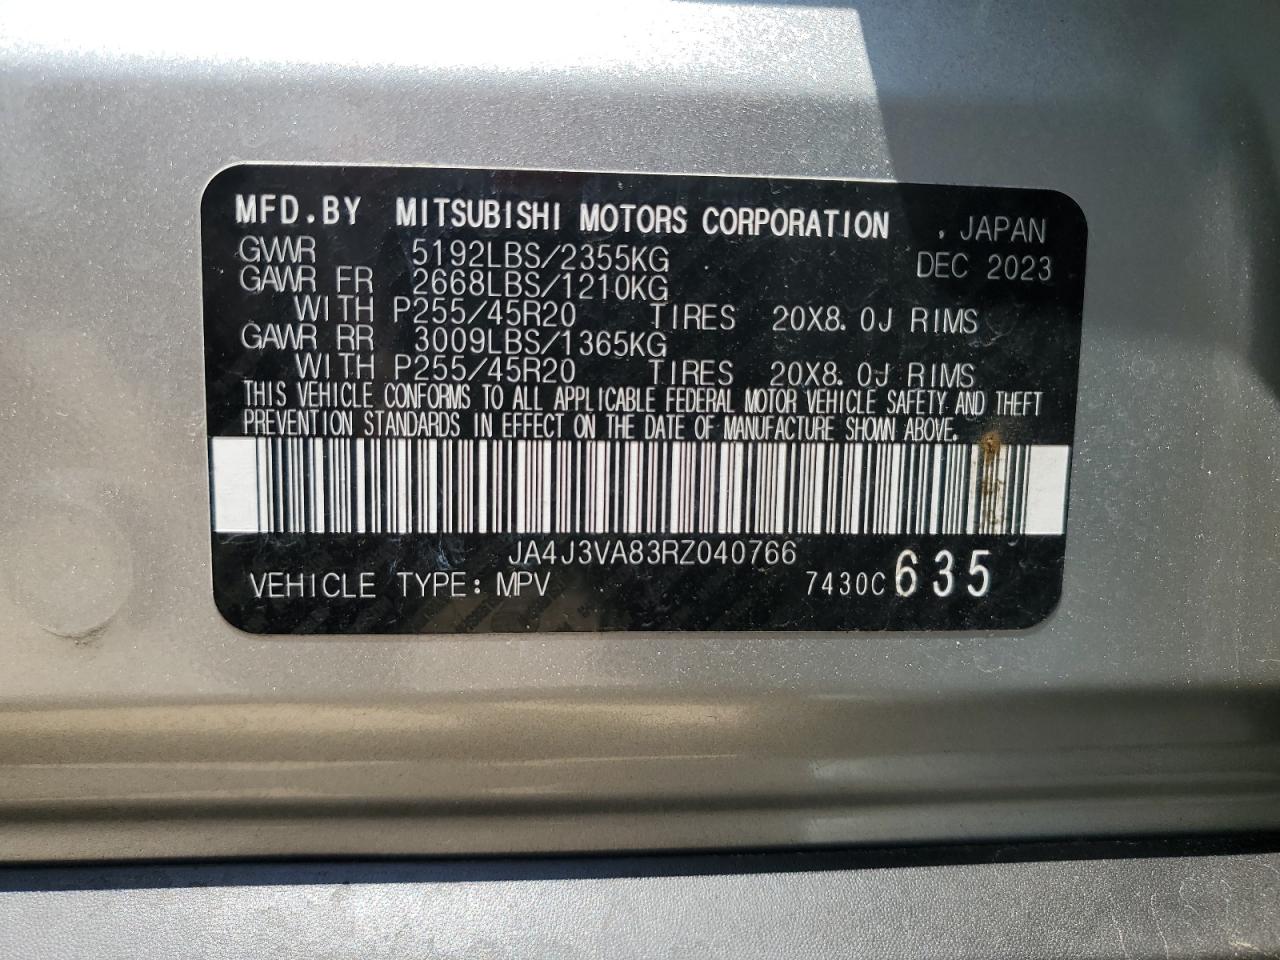 MFD.BY MITSUBISHI MOTORS CORPORATION . JAPAN
GVWR 5192LBS/2355KG DEC 2023
GAWR FR 2668LBS/1210KG
WITH P255/45R20 TIRES 20X8.0J RIMS
GAWR RR 3009LBS/1365KG
WITH P255/45R20 TIRES 20X8.0J RIMS
THIS VEHICLE CONFORMS TO ALL APPLICABLE FEDERAL MOTOR VEHICLE SAFETY AND THEFT
PREVENTION STANDARDS IN EFFECT ON THE DATE OF MANUFACTURE SHOWN ABOVE.
JA4J3VA83RZ040766
VEHICLE TYPE: MPV 7430C 635